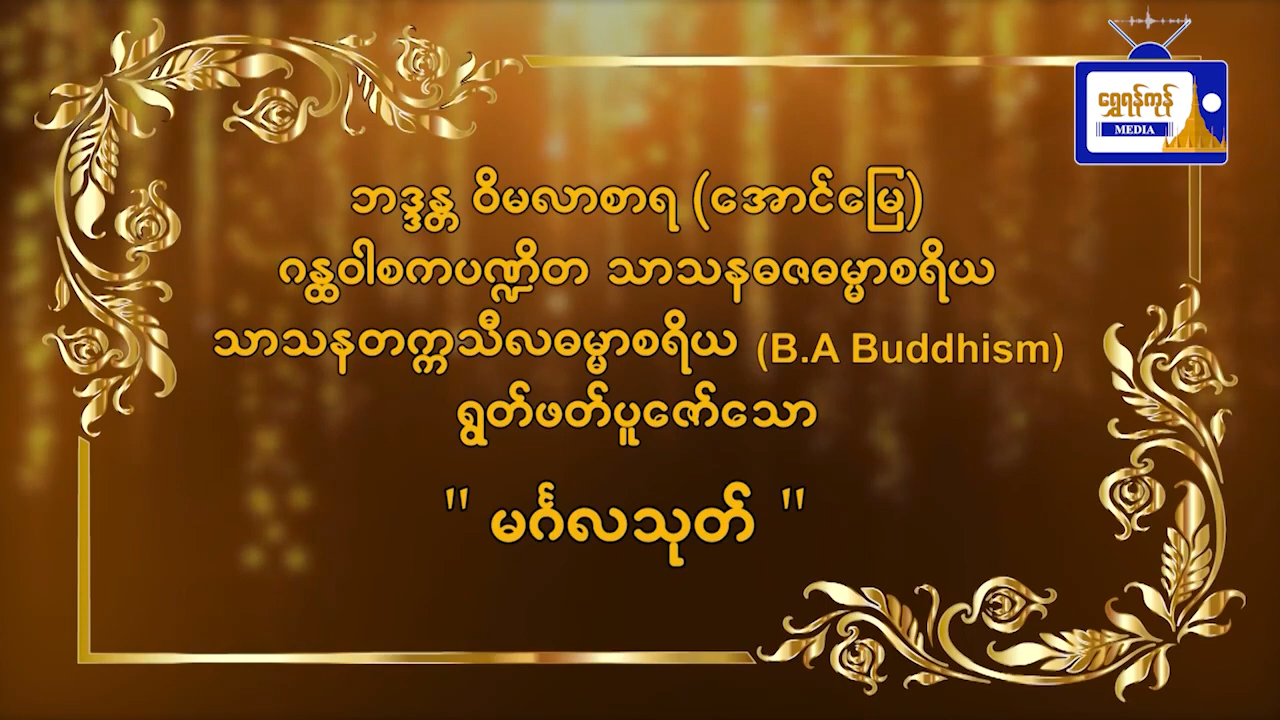 ရွှေရန်ကုန်
MEDIA
ဘဒ္ဒန္တ ဝိမလာစာရ (အောင်မြေ)
ဂန္ထဝါစကပဏ္ဍိတ သာသနဓဇဓမ္မာစရိယ
သာသနတက္ကသီလဓမ္မာစရိယ (B.A Buddhism)
ရွတ်ဖတ်ပူဇော်သော
" မင်္ဂလသုတ် "